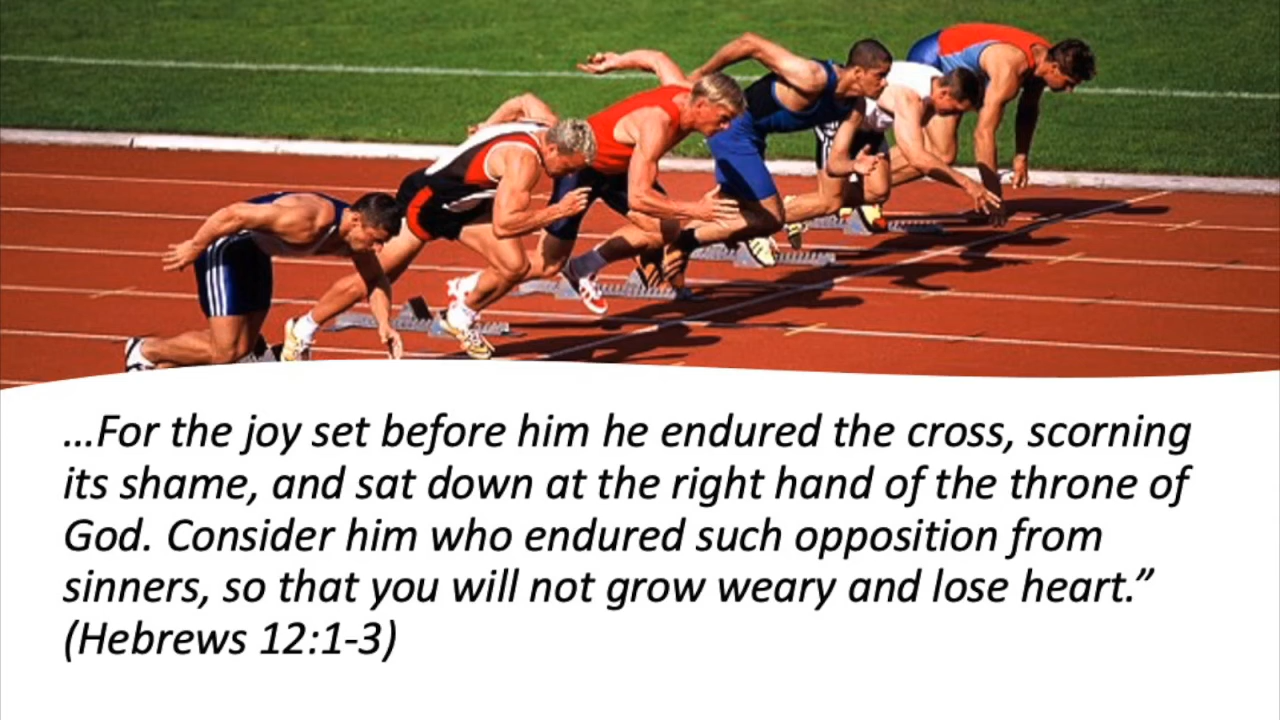 …For the joy set before him he endured the cross, scorning
its shame, and sat down at the right hand of the throne of
God. Consider him who endured such opposition from
sinners, so that you will not grow weary and lose heart.”
(Hebrews 12:1-3)